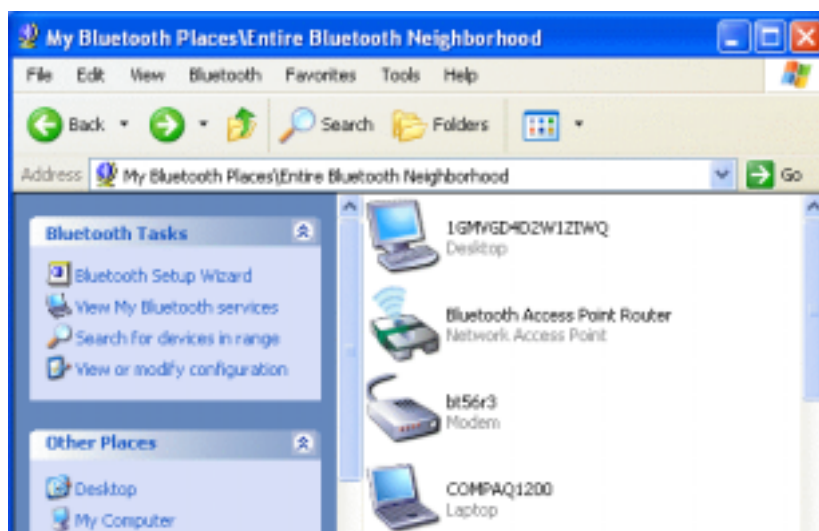 My Bluetooth Places\Entire Bluetooth Neighborhood
File Edit View Bluetooth Favorites Tools Help
Back Search Folders
Address My Bluetooth Places\Entire Bluetooth Neighborhood Go
Bluetooth Tasks
Bluetooth Setup Wizard
View My Bluetooth services
Search for devices in range
View or modify configuration
Other Places
Desktop
My Computer
1GMVGD4D2W1ZIWQ
Desktop
Bluetooth Access Point Router
Network Access Point
bt56r3
Modem
COMPAQ1200
Laptop